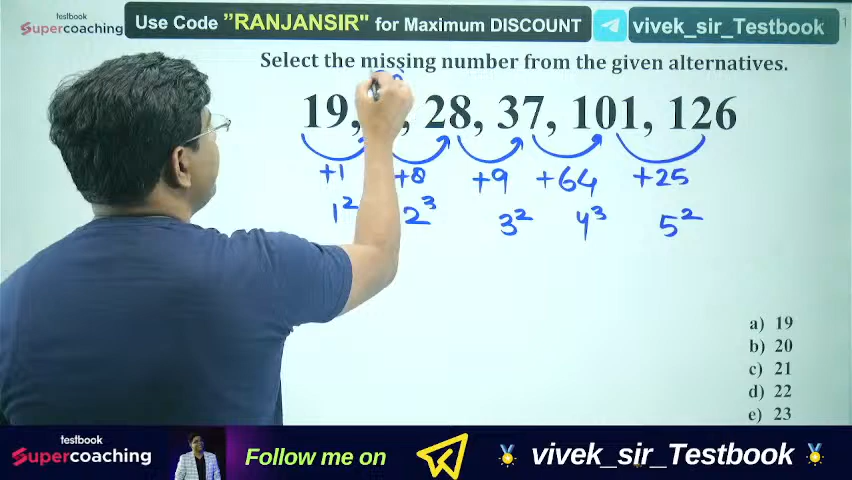 testbook
Supercoaching
Use Code "RANJANSIR" for Maximum DISCOUNT
vivek_sir_Testbook
1
Select the missing number from the given alternatives.
19, , 28, 37, 101, 126
+1 +8 +9 +64 +25
1² 2³ 3² 4³ 5²
a) 19
b) 20
c) 21
d) 22
e) 23
testbook
Supercoaching
Follow me on
vivek_sir_Testbook